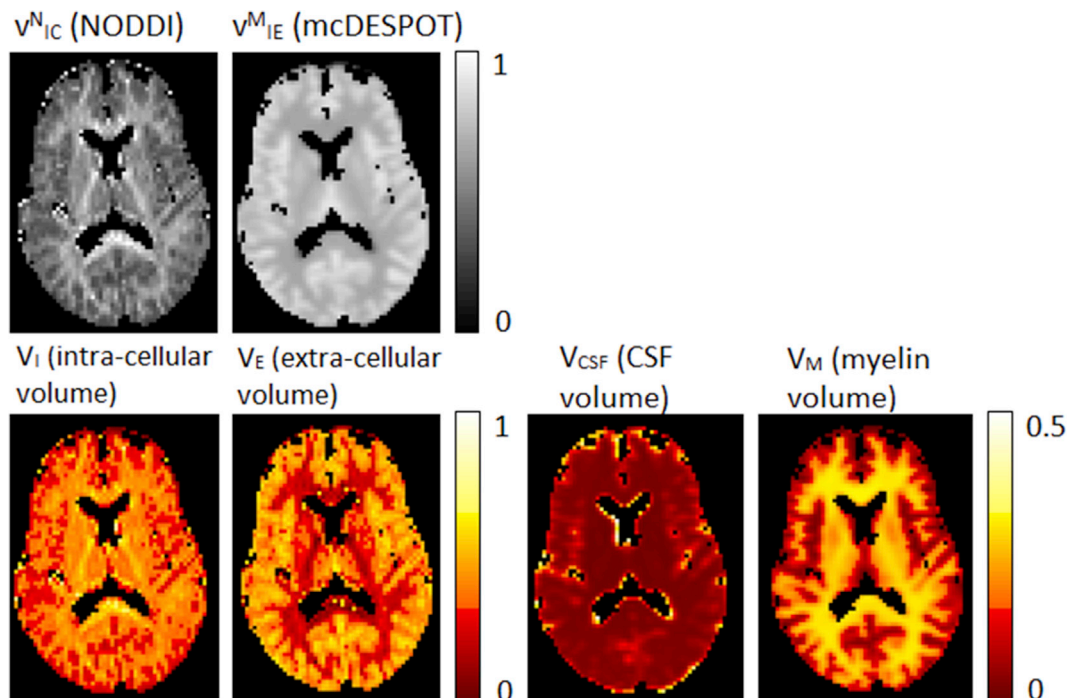 vᴺIC (NODDI)
vᴹIE (mcDESPOT)
1
0
VI (intra-cellular
volume)
VE (extra-cellular
volume)
1
0
VCSF (CSF
volume)
VM (myelin
volume)
0.5
0